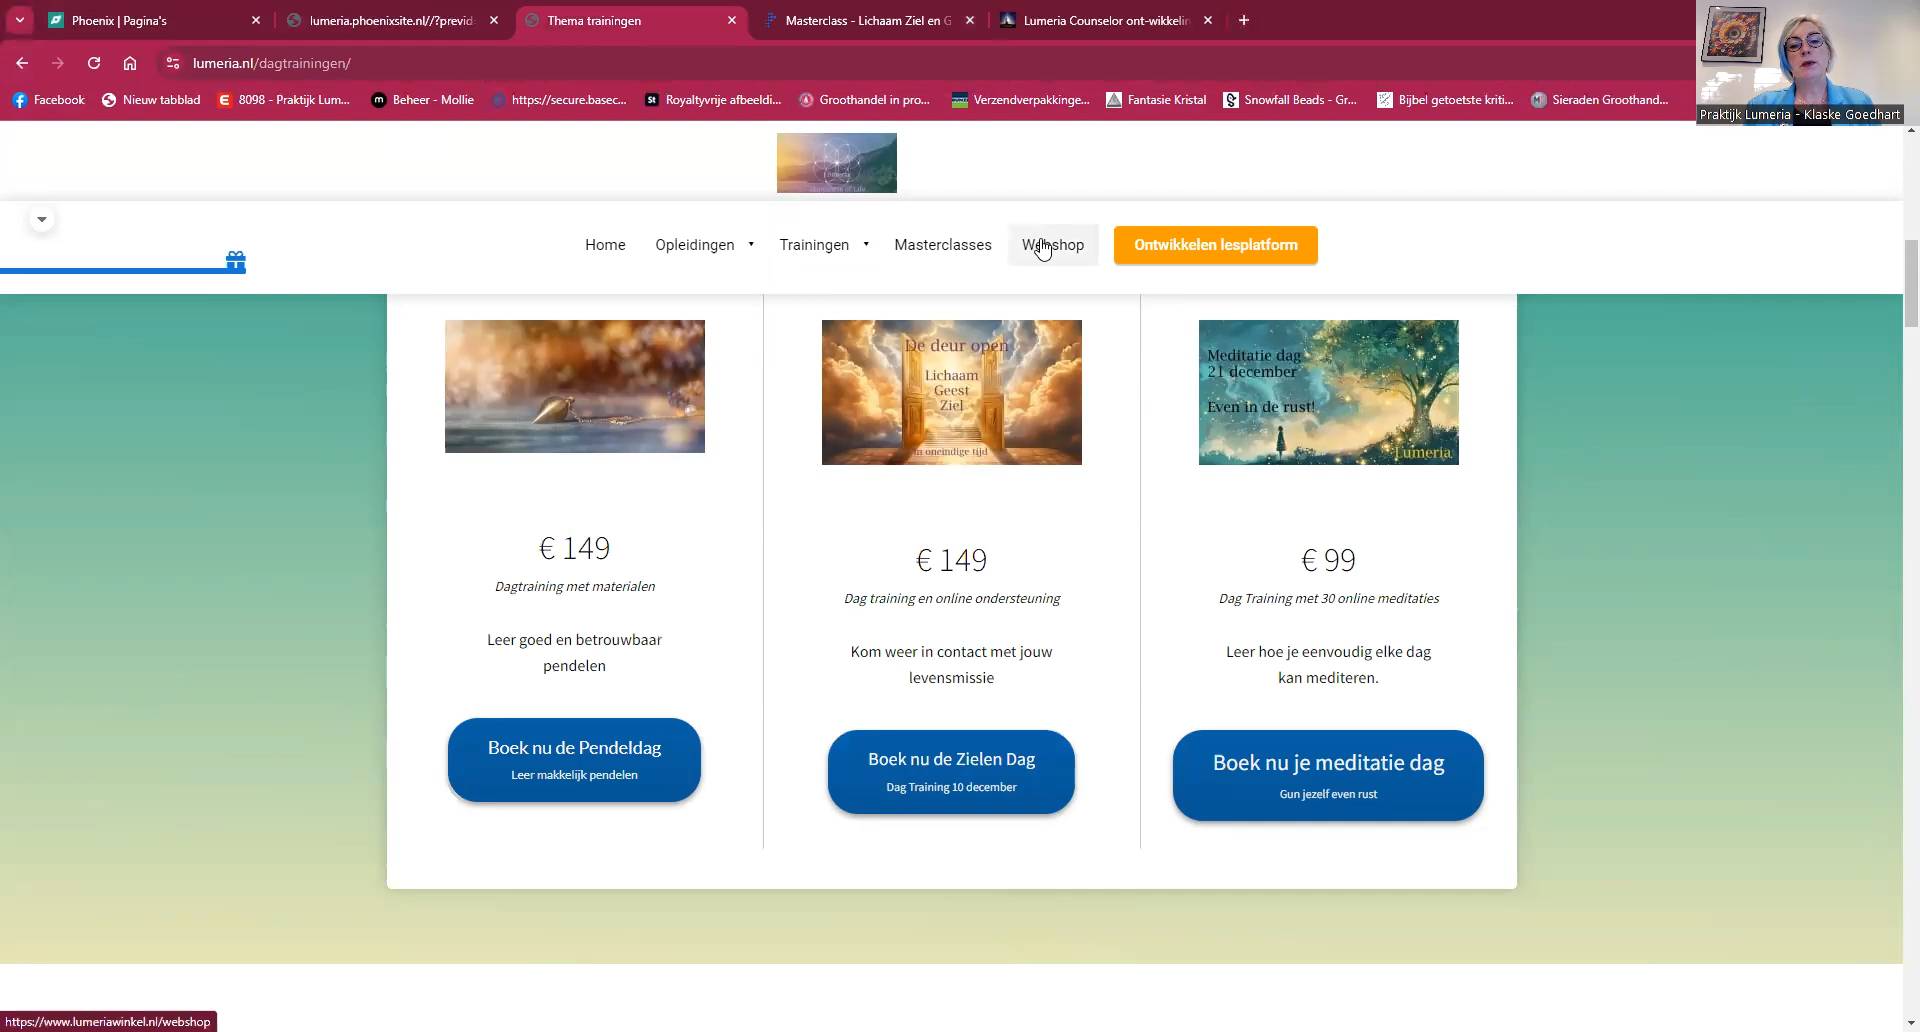 Phoenix | Pagina's
lumeria.phoenixsite.nl//?previd
Thema trainingen
Masterclass - Lichaam Ziel en G
Lumeria Counselor ont-wikkelin
lumeria.nl/dagtrainingen/
Facebook
Nieuw tabblad
8098 - Praktijk Lum...
Beheer - Mollie
https://secure.basec...
Royaltyvrije afbeeldi...
Groothandel in pro...
Verzendverpakkinge...
Fantasie Kristal
Snowfall Beads - Gr...
Bijbel getoetste kriti...
Sieraden Groothand...
Praktijk Lumeria - Klaske Goedhart
Lumeria
Home
Opleidingen
Trainingen
Masterclasses
Webshop
Ontwikkelen lesplatform
De deur open
Lichaam
Geest
Ziel
in oneindige tijd
Meditatie dag
21 december
Even in de rust!
Lumeria
€ 149
Dagtraining met materialen
Leer goed en betrouwbaar
pendelen
Boek nu de Pendeldag
Leer makkelijk pendelen
€ 149
Dag training en online ondersteuning
Kom weer in contact met jouw
levensmissie
Boek nu de Zielen Dag
Dag Training 10 december
€ 99
Dag Training met 30 online meditaties
Leer hoe je eenvoudig elke dag
kan mediteren.
Boek nu je meditatie dag
Gun jezelf even rust
https://www.lumeriawinkel.nl/webshop